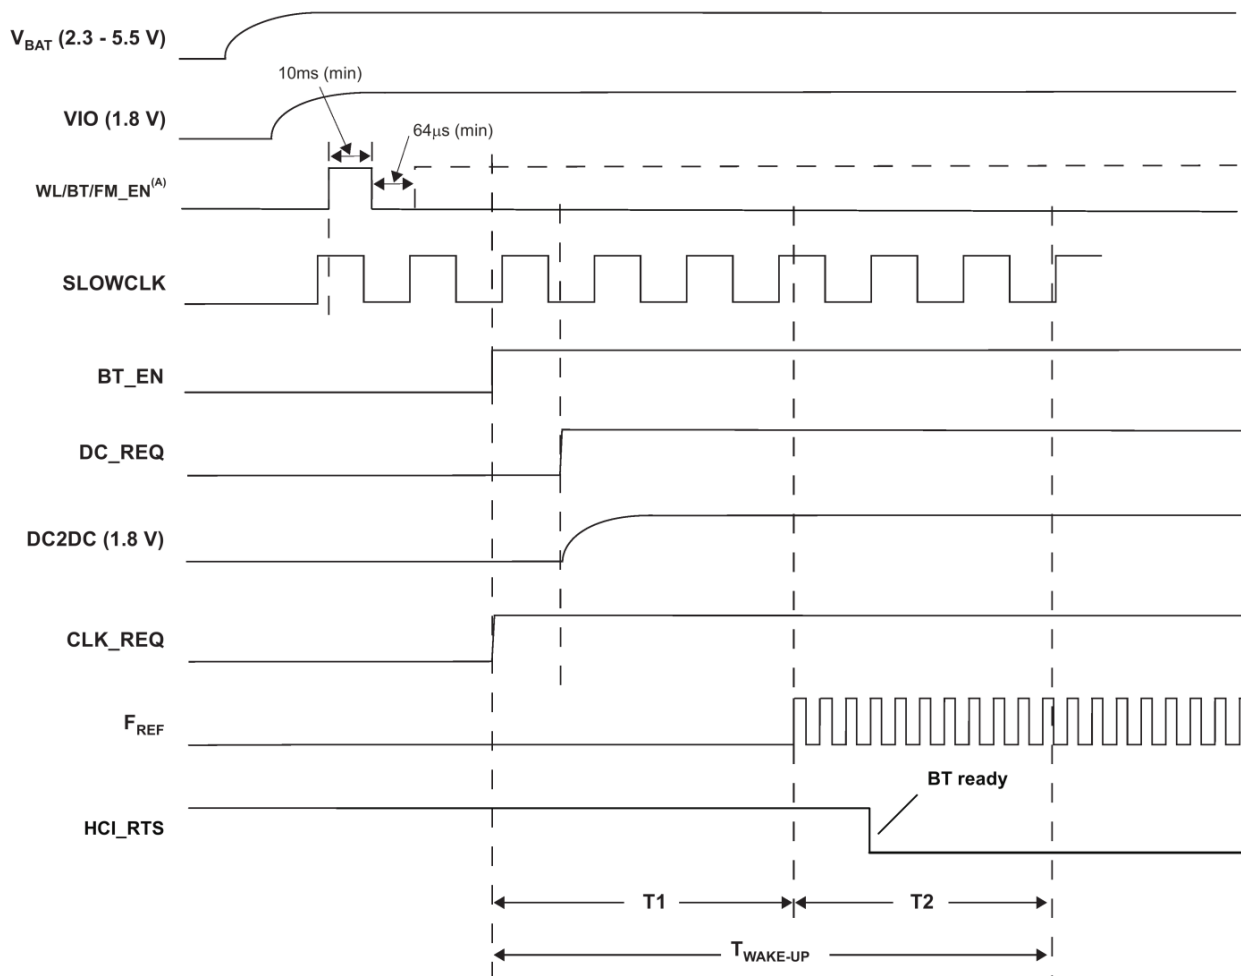 V_BAT (2.3 - 5.5 V)
10ms (min)
VIO (1.8 V)
64μs (min)
WL/BT/FM_EN(A)
SLOWCLK
BT_EN
DC_REQ
DC2DC (1.8 V)
CLK_REQ
F_REF
BT ready
HCI_RTS
T1 T2
T_WAKE-UP